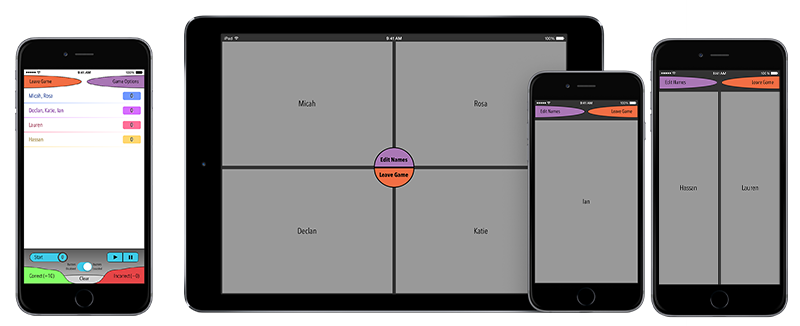 9:41 AM
Leave Game
Game Options
Micah, Rosa
0
Declan, Katie, Ian
0
Lauren
0
Hassan
0
Start
0
Correct (+10)
Clear
iPad
9:41 AM
Micah
Rosa
Edit Names
Leave Game
Declan
Katie
9:41 AM
100%
Edit Names
Leave Game
Ian
9:41 AM
100%
Edit Names
Leave Game
Hassan
Lauren